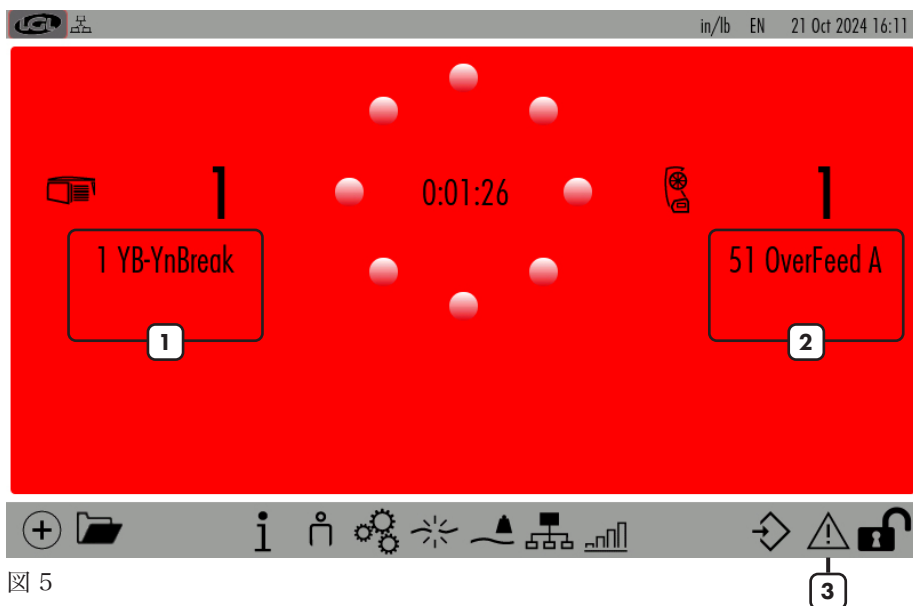 LGL in/lb EN 21 Oct 2024 16:11
1 0:01:26 1
1 YB-YnBreak 51 OverFeed A
1 2
i
図 5
3